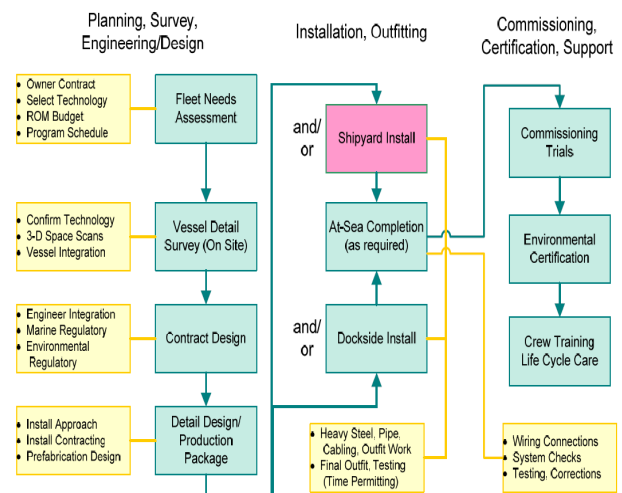 Planning, Survey,
Engineering/Design
• Owner Contract
• Select Technology
• ROM Budget
• Program Schedule
Fleet Needs
Assessment
• Confirm Technology
• 3-D Space Scans
• Vessel Integration
Vessel Detail
Survey (On Site)
• Engineer Integration
• Marine Regulatory
• Environmental
Regulatory
Contract Design
• Install Approach
• Install Contracting
• Prefabrication Design
Detail Design/
Production
Package
Installation, Outfitting
and/
or
Shipyard Install
At-Sea Completion
(as required)
and/
or
Dockside Install
• Heavy Steel, Pipe,
Cabling, Outfit Work
• Final Outfit, Testing
(Time Permitting)
Commissioning,
Certification, Support
Commissioning
Trials
Environmental
Certification
Crew Training
Life Cycle Care
• Wiring Connections
• System Checks
• Testing, Corrections